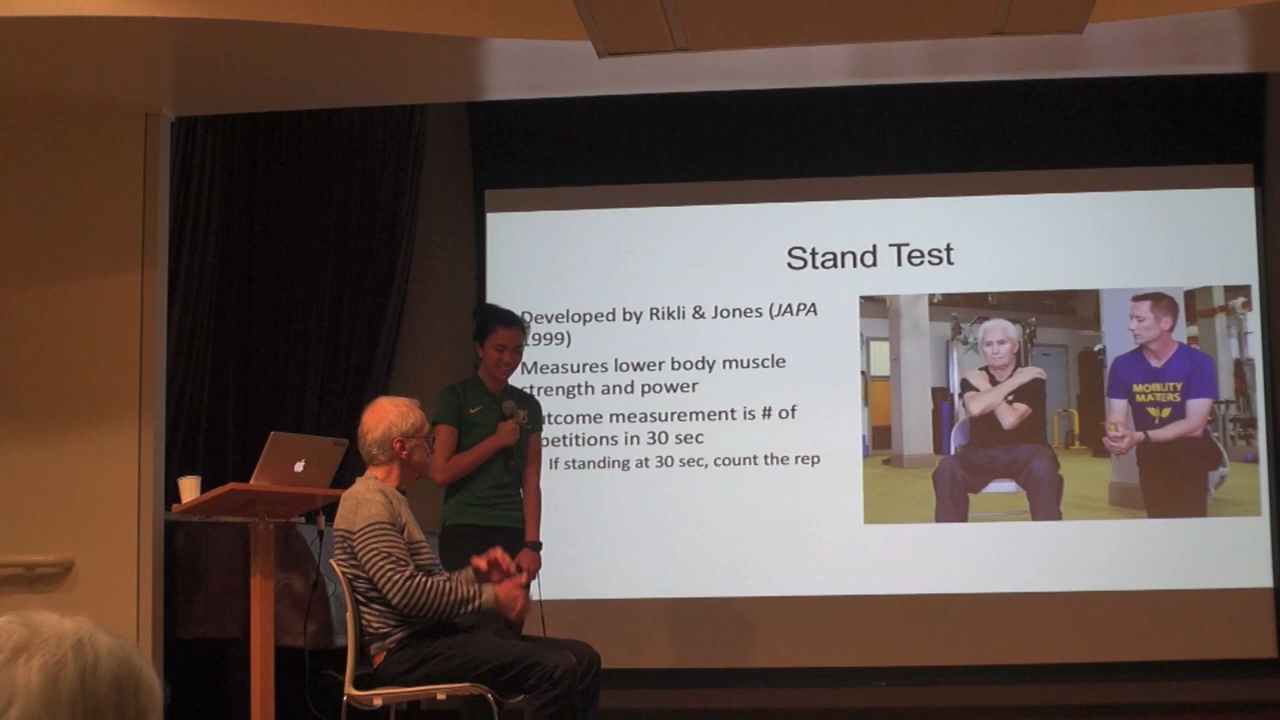 Stand Test
Developed by Rikli & Jones (JAPA
1999)
Measures lower body muscle
strength and power
utcome measurement is # of
petitions in 30 sec
If standing at 30 sec, count the rep
MOBILITY
MATTERS